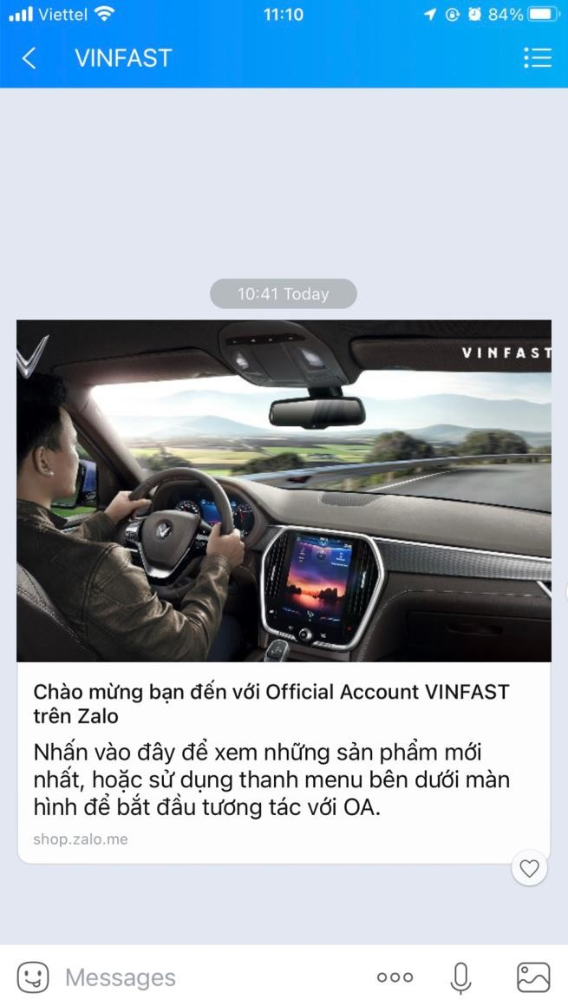 Viettel 11:10 84%
VINFAST
10:41 Today
VINFAST
Chào mừng bạn đến với Official Account VINFAST
trên Zalo
Nhấn vào đây để xem những sản phẩm mới
nhất, hoặc sử dụng thanh menu bên dưới màn
hình để bắt đầu tương tác với OA.
shop.zalo.me
Messages